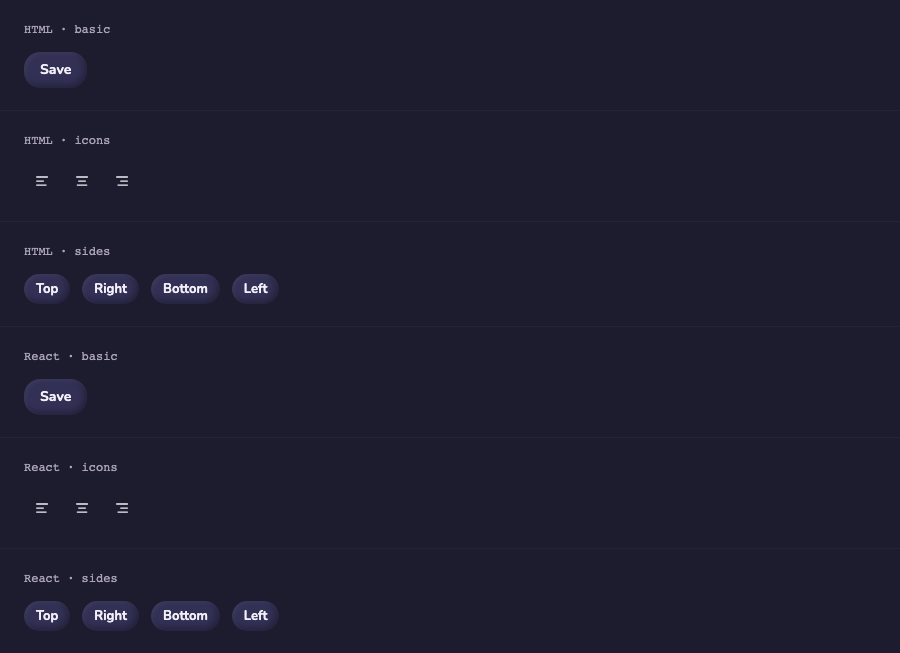 HTML · basic
Save
HTML · icons
HTML · sides
Top Right Bottom Left
React · basic
Save
React · icons
React · sides
Top Right Bottom Left